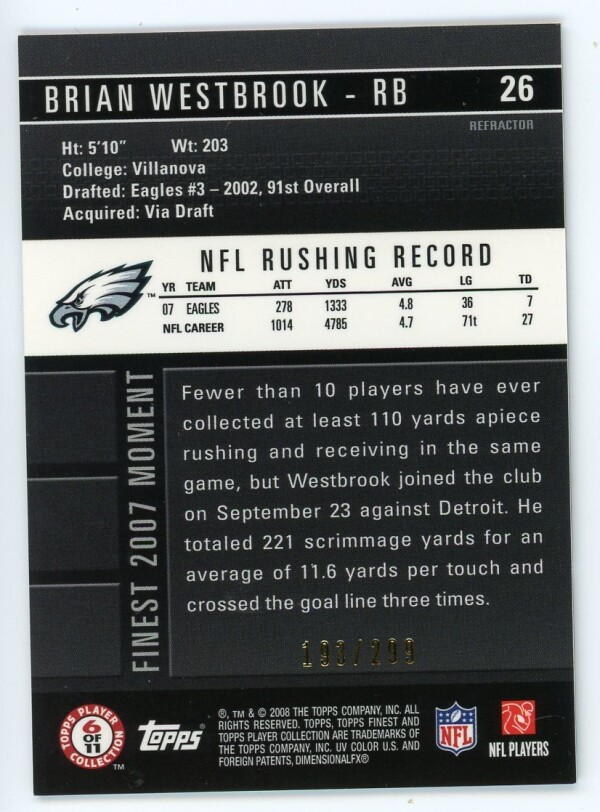 BRIAN WESTBROOK - RB 26
REFRACTOR
Ht: 5'10" Wt: 203
College: Villanova
Drafted: Eagles #3 – 2002, 91st Overall
Acquired: Via Draft
NFL RUSHING RECORD
YR TEAM ATT YDS AVG LG TD
07 EAGLES 278 1333 4.8 36 7
NFL CAREER 1014 4785 4.7 71t 27
TM
FINEST 2007 MOMENT
Fewer than 10 players have ever
collected at least 110 yards apiece
rushing and receiving in the same
game, but Westbrook joined the club
on September 23 against Detroit. He
totaled 221 scrimmage yards for an
average of 11.6 yards per touch and
crossed the goal line three times.
193/299
TOPPS PLAYER COLLECTION
6 OF 11
TM
topps
®, TM & © 2008 THE TOPPS COMPANY, INC. ALL
RIGHTS RESERVED. TOPPS, TOPPS FINEST AND
TOPPS PLAYER COLLECTION ARE TRADEMARKS OF
THE TOPPS COMPANY, INC. UV COLOR U.S. AND
FOREIGN PATENTS, DIMENSIONALFX®
NFL
NFL PLAYERS